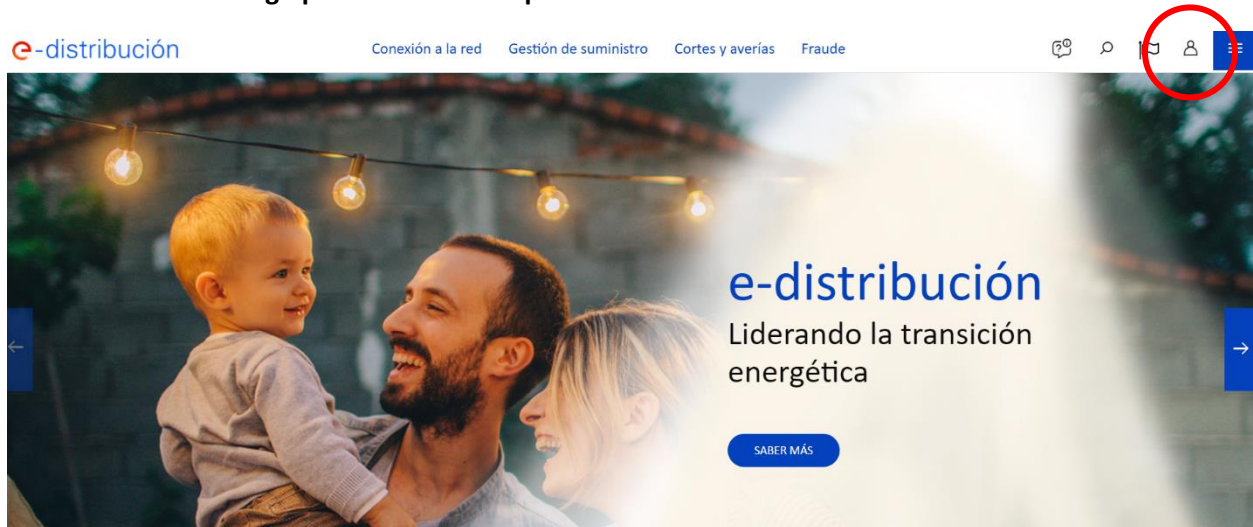 e-distribución
Conexión a la red Gestión de suministro Cortes y averías Fraude
e-distribución
Liderando la transición
energética
SABER MÁS